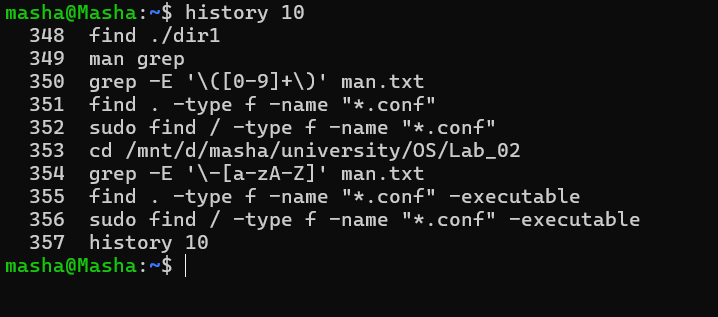 masha@Masha:~$ history 10
348 find ./dir1
349 man grep
350 grep -E '\([0-9]+\)' man.txt
351 find . -type f -name "*.conf"
352 sudo find / -type f -name "*.conf"
353 cd /mnt/d/masha/university/OS/Lab_02
354 grep -E '\-[a-zA-Z]' man.txt
355 find . -type f -name "*.conf" -executable
356 sudo find / -type f -name "*.conf" -executable
357 history 10
masha@Masha:~$